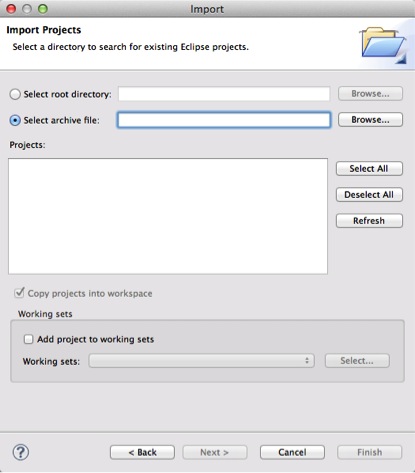 Import
Import Projects
Select a directory to search for existing Eclipse projects.
Select root directory: Browse...
Select archive file: Browse...
Projects:
Select All
Deselect All
Refresh
Copy projects into workspace
Working sets
Add project to working sets
Working sets: Select...
? < Back Next > Cancel Finish